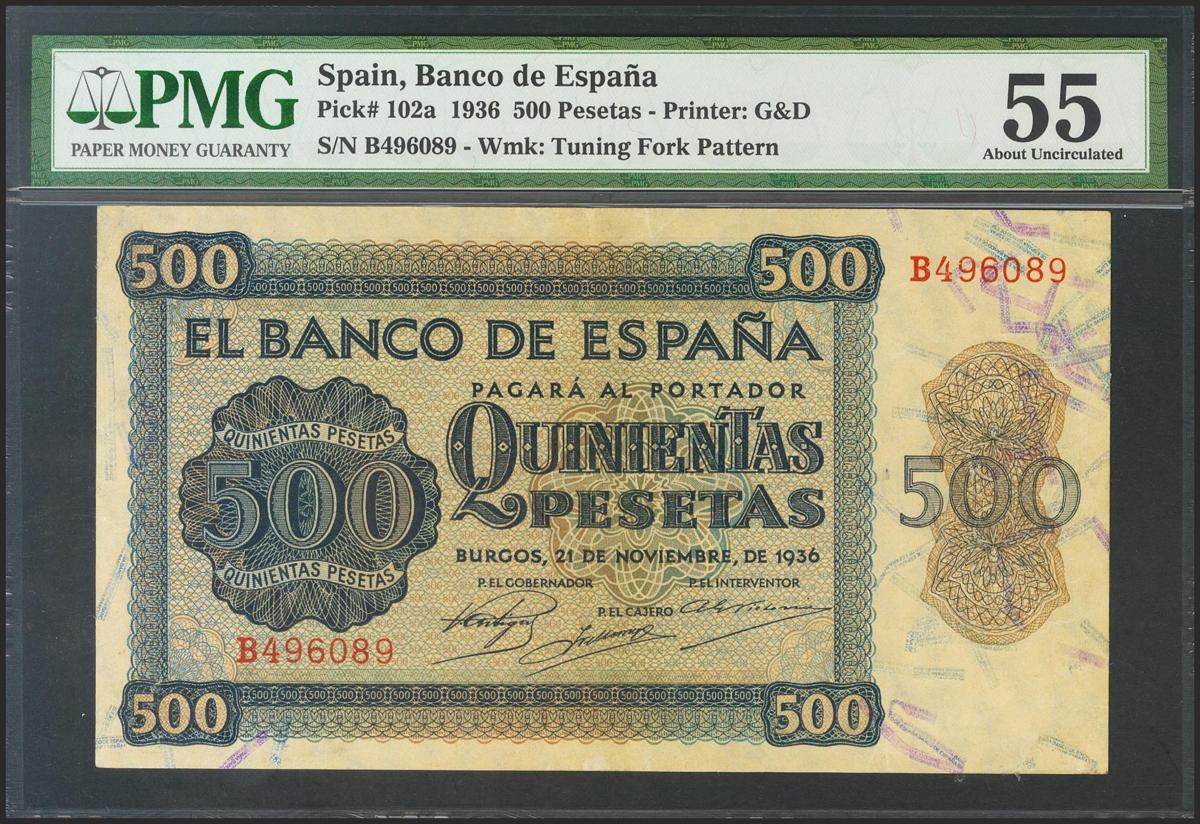 PMG
PAPER MONEY GUARANTY
Spain, Banco de España
Pick# 102a 1936 500 Pesetas - Printer: G&D
S/N B496089 - Wmk: Tuning Fork Pattern
55
About Uncirculated
500
500
B496089
EL BANCO DE ESPAÑA
PAGARÁ AL PORTADOR
QUINIENTAS
PESETAS
QUINIENTAS PESETAS
500
QUINIENTAS PESETAS
500
BURGOS, 21 DE NOVIEMBRE, DE 1936
P. EL GOBERNADOR
P. EL INTERVENTOR
P. EL CAJERO
B496089
500
500